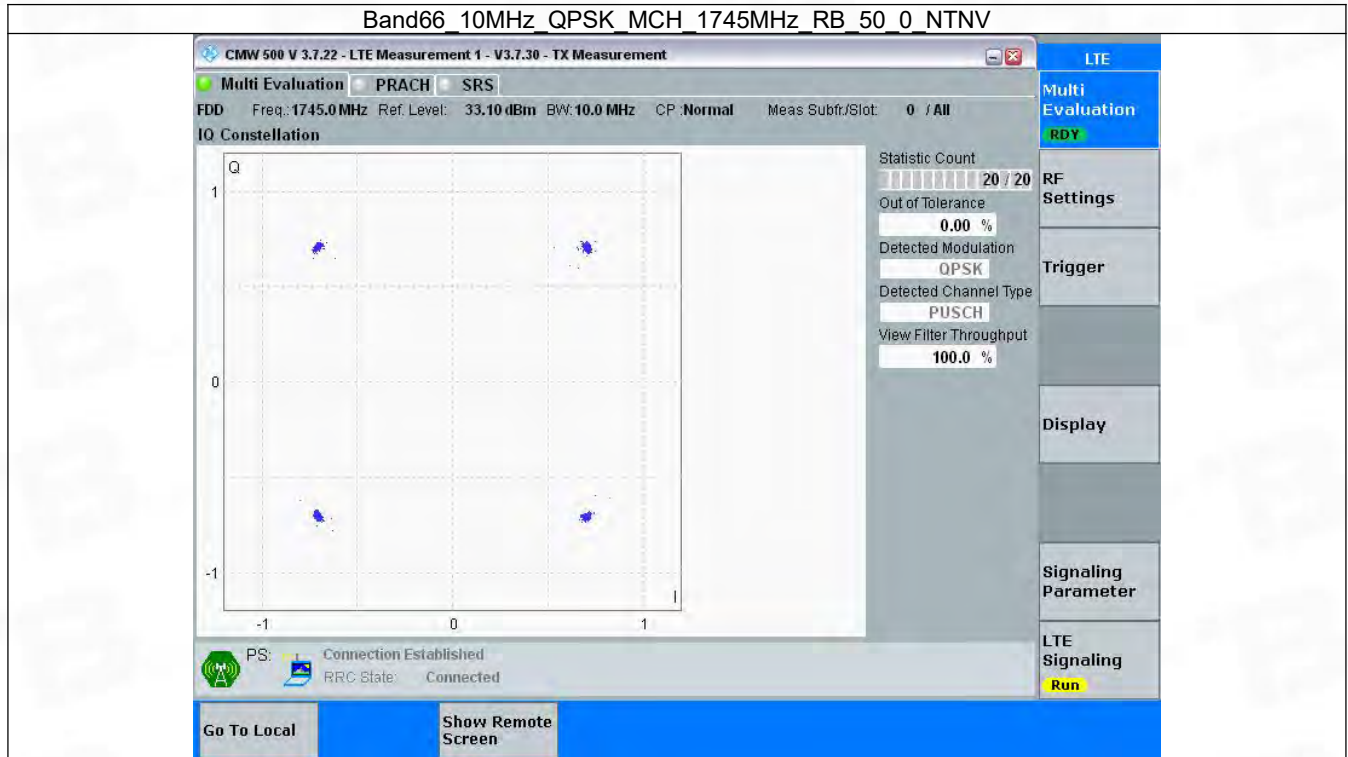 Band66_10MHz_QPSK_MCH_1745MHz_RB_50_0_NTNV
CMW 500 V 3.7.22 - LTE Measurement 1 - V3.7.30 - TX Measurement
LTE
Multi Evaluation PRACH SRS
Multi
Evaluation
RDY
FDD Freq.:1745.0 MHz Ref. Level: 33.10 dBm BW:10.0 MHz CP :Normal Meas Subfr./Slot: 0 / All
IQ Constellation
Q
1
0
-1
I
-1 0 1
Statistic Count
20 / 20
Out of Tolerance
0.00 %
Detected Modulation
QPSK
Detected Channel Type
PUSCH
View Filter Throughput
100.0 %
RF
Settings
Trigger
Display
Signaling
Parameter
LTE
Signaling
Run
PS: Connection Established
RRC State: Connected
Go To Local
Show Remote
Screen